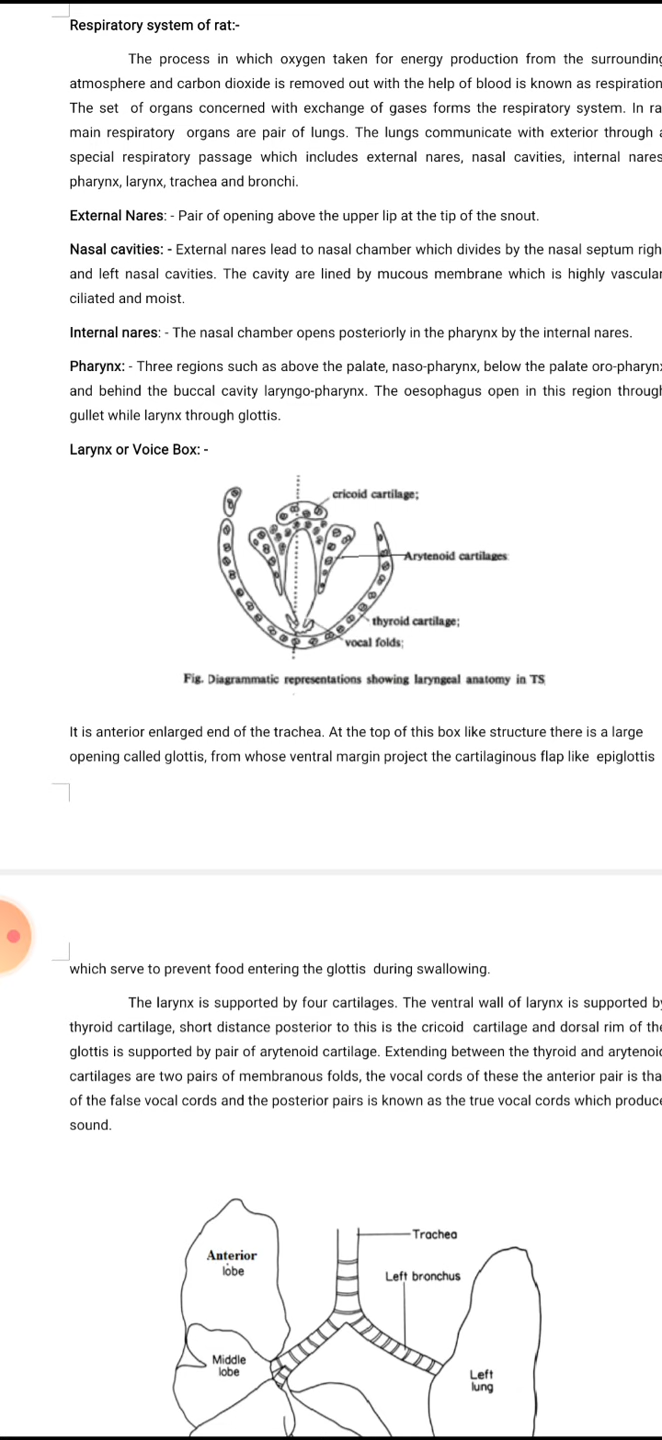 Respiratory system of rat:-
The process in which oxygen taken for energy production from the surrounding
atmosphere and carbon dioxide is removed out with the help of blood is known as respiration
The set of organs concerned with exchange of gases forms the respiratory system. In ra
main respiratory organs are pair of lungs. The lungs communicate with exterior through a
special respiratory passage which includes external nares, nasal cavities, internal nares
pharynx, larynx, trachea and bronchi.
External Nares: - Pair of opening above the upper lip at the tip of the snout.
Nasal cavities: - External nares lead to nasal chamber which divides by the nasal septum righ
and left nasal cavities. The cavity are lined by mucous membrane which is highly vascular
ciliated and moist.
Internal nares: - The nasal chamber opens posteriorly in the pharynx by the internal nares.
Pharynx: - Three regions such as above the palate, naso-pharynx, below the palate oro-pharynx
and behind the buccal cavity laryngo-pharynx. The oesophagus open in this region through
gullet while larynx through glottis.
Larynx or Voice Box: -
cricoid cartilage;
Arytenoid cartilages
thyroid cartilage;
vocal folds;
Fig. Diagrammatic representations showing laryngeal anatomy in TS
It is anterior enlarged end of the trachea. At the top of this box like structure there is a large
opening called glottis, from whose ventral margin project the cartilaginous flap like epiglottis
which serve to prevent food entering the glottis during swallowing.
The larynx is supported by four cartilages. The ventral wall of larynx is supported by
thyroid cartilage, short distance posterior to this is the cricoid cartilage and dorsal rim of the
glottis is supported by pair of arytenoid cartilage. Extending between the thyroid and arytenoid
cartilages are two pairs of membranous folds, the vocal cords of these the anterior pair is tha
of the false vocal cords and the posterior pairs is known as the true vocal cords which produce
sound.
Trachea
Anterior
lobe
Left bronchus
Middle
lobe
Left
lung